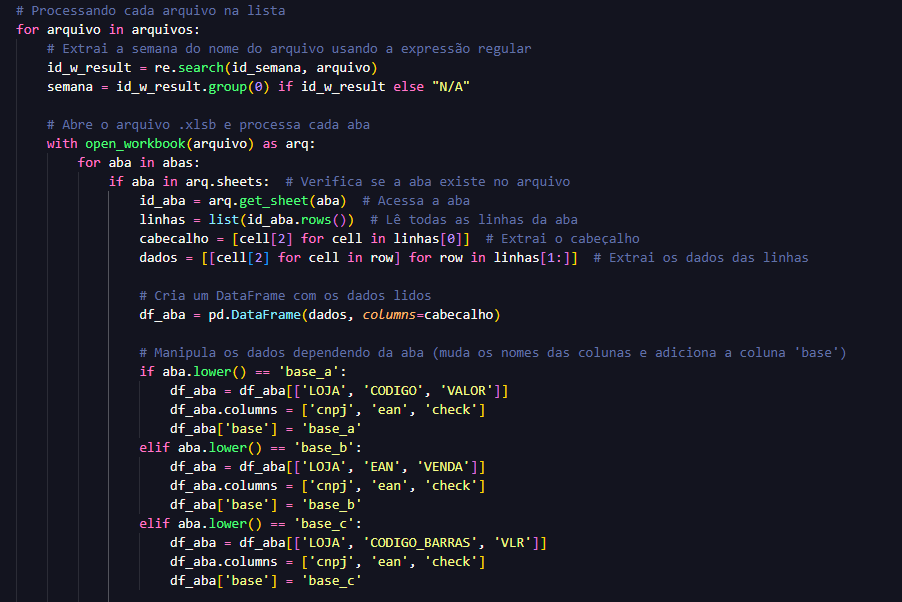 # Processando cada arquivo na lista
for arquivo in arquivos:
    # Extrai a semana do nome do arquivo usando a expressão regular
    id_w_result = re.search(id_semana, arquivo)
    semana = id_w_result.group(0) if id_w_result else "N/A"

    # Abre o arquivo .xlsb e processa cada aba
    with open_workbook(arquivo) as arq:
        for aba in abas:
            if aba in arq.sheets:  # Verifica se a aba existe no arquivo
                id_aba = arq.get_sheet(aba)  # Acessa a aba
                linhas = list(id_aba.rows())  # Lê todas as linhas da aba
                cabecalho = [cell[2] for cell in linhas[0]]  # Extrai o cabeçalho
                dados = [[cell[2] for cell in row] for row in linhas[1:]]  # Extrai os dados das linhas

                # Cria um DataFrame com os dados lidos
                df_aba = pd.DataFrame(dados, columns=cabecalho)

                # Manipula os dados dependendo da aba (muda os nomes das colunas e adiciona a coluna 'base')
                if aba.lower() == 'base_a':
                    df_aba = df_aba[['LOJA', 'CODIGO', 'VALOR']]
                    df_aba.columns = ['cnpj', 'ean', 'check']
                    df_aba['base'] = 'base_a'
                elif aba.lower() == 'base_b':
                    df_aba = df_aba[['LOJA', 'EAN', 'VENDA']]
                    df_aba.columns = ['cnpj', 'ean', 'check']
                    df_aba['base'] = 'base_b'
                elif aba.lower() == 'base_c':
                    df_aba = df_aba[['LOJA', 'CODIGO_BARRAS', 'VLR']]
                    df_aba.columns = ['cnpj', 'ean', 'check']
                    df_aba['base'] = 'base_c'